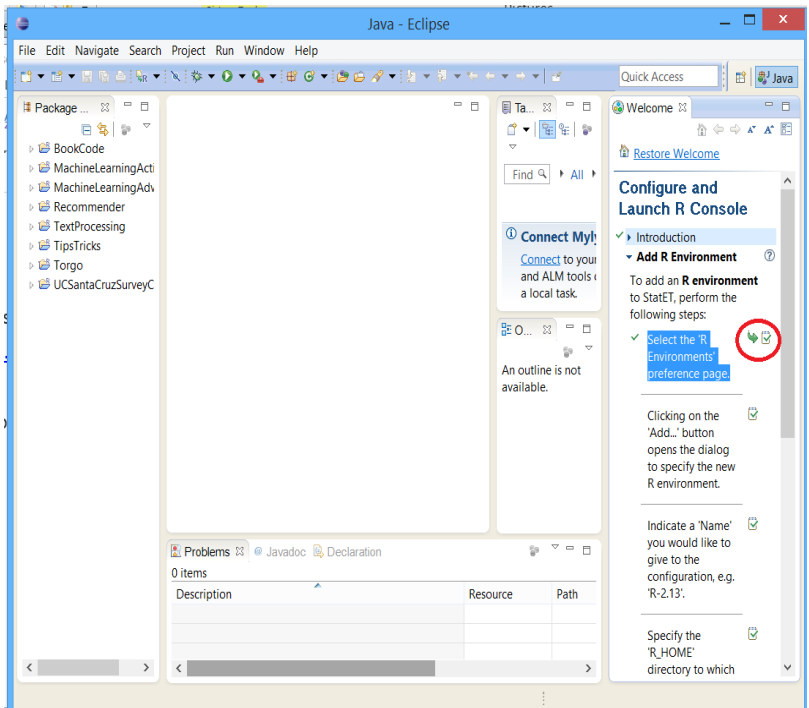 Java - Eclipse
File Edit Navigate Search Project Run Window Help
Quick Access
Java
Package ...
BookCode
MachineLearningActi
MachineLearningAdv
Recommender
TextProcessing
TipsTricks
Torgo
UCSantaCruzSurveyC
Ta...
Find
All
Connect Myly
Connect to your
and ALM tools
a local task.
O...
An outline is not
available.
Welcome
Restore Welcome
Configure and
Launch R Console
Introduction
Add R Environment
To add an R environment
to StatET, perform the
following steps:
Select the 'R
Environments'
preference page.
Clicking on the
'Add...' button
opens the dialog
to specify the new
R environment.
Indicate a 'Name'
you would like to
give to the
configuration, e.g.
'R-2.13'.
Specify the
'R_HOME'
directory to which
Problems @ Javadoc Declaration
0 items
Description Resource Path